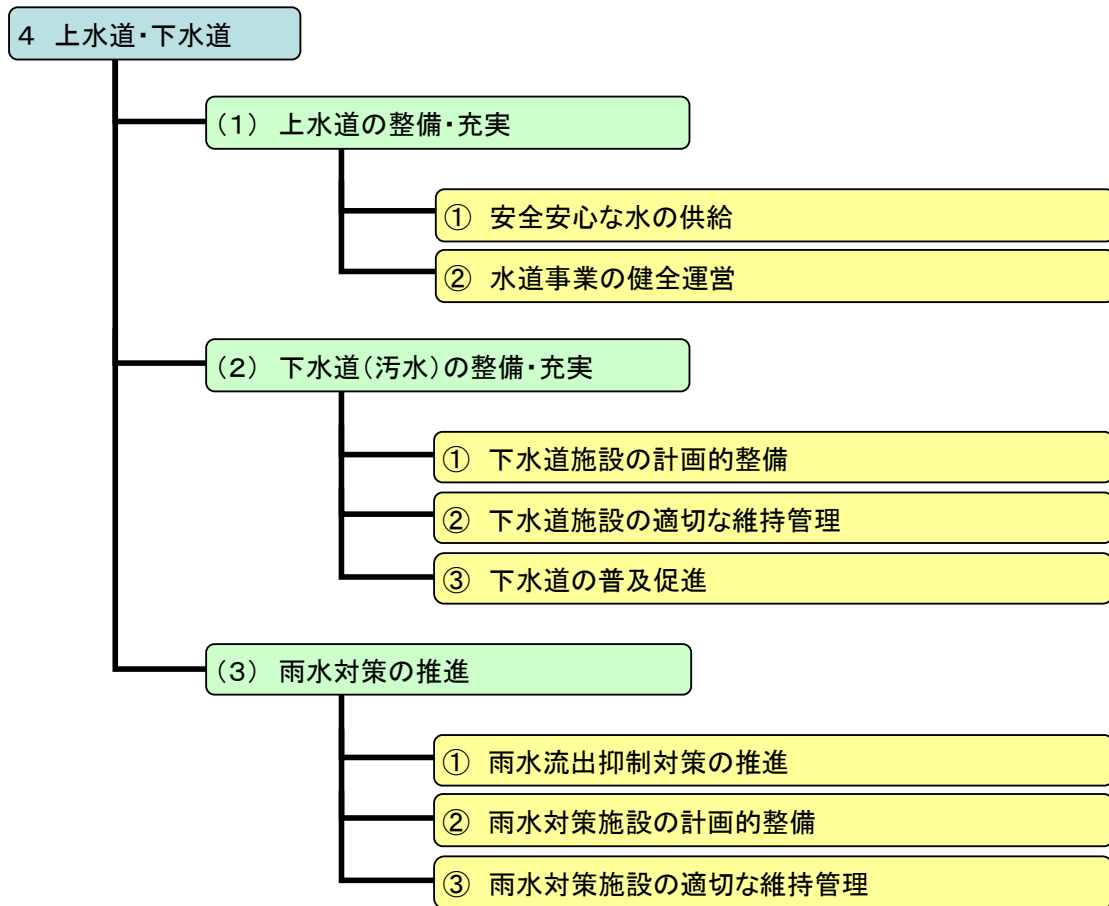 4 上水道・下水道
(1) 上水道の整備・充実
① 安全安心な水の供給
② 水道事業の健全運営
(2) 下水道(汚水)の整備・充実
① 下水道施設の計画的整備
② 下水道施設の適切な維持管理
③ 下水道の普及促進
(3) 雨水対策の推進
① 雨水流出抑制対策の推進
② 雨水対策施設の計画的整備
③ 雨水対策施設の適切な維持管理